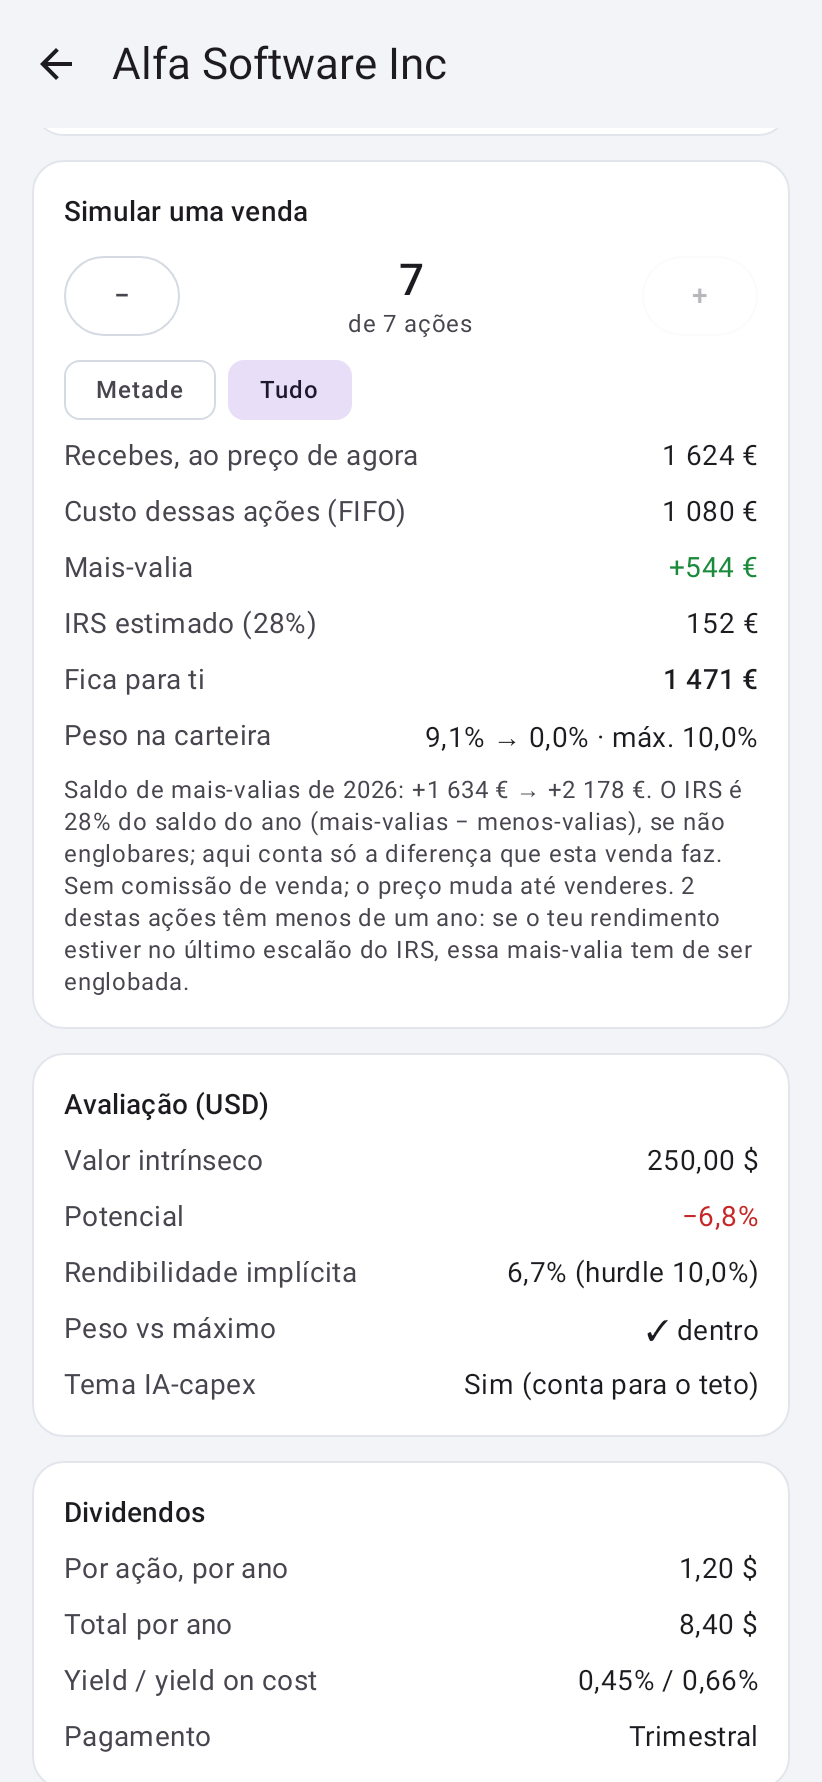 Alfa Software Inc
Simular uma venda
−
7
+
de 7 ações
Metade
Tudo
Recebes, ao preço de agora 1 624 €
Custo dessas ações (FIFO) 1 080 €
Mais-valia +544 €
IRS estimado (28%) 152 €
Fica para ti 1 471 €
Peso na carteira 9,1% → 0,0% · máx. 10,0%
Saldo de mais-valias de 2026: +1 634 € → +2 178 €. O IRS é
28% do saldo do ano (mais-valias − menos-valias), se não
englobares; aqui conta só a diferença que esta venda faz.
Sem comissão de venda; o preço muda até venderes. 2
destas ações têm menos de um ano: se o teu rendimento
estiver no último escalão do IRS, essa mais-valia tem de ser
englobada.
Avaliação (USD)
Valor intrínseco 250,00 $
Potencial −6,8%
Rendibilidade implícita 6,7% (hurdle 10,0%)
Peso vs máximo ✓ dentro
Tema IA-capex Sim (conta para o teto)
Dividendos
Por ação, por ano 1,20 $
Total por ano 8,40 $
Yield / yield on cost 0,45% / 0,66%
Pagamento Trimestral